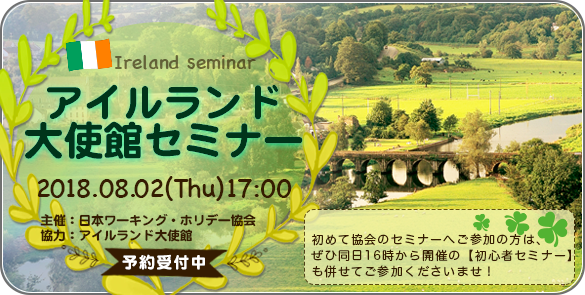 Ireland seminar
アイルランド
大使館セミナー
2018.08.02(Thu)17:00
主催：日本ワーキング・ホリデー協会
協力：アイルランド大使館
予約受付中
初めて協会のセミナーへご参加の方は、
ぜひ同日16時から開催の【初心者セミナー】
も併せてご参加くださいませ！